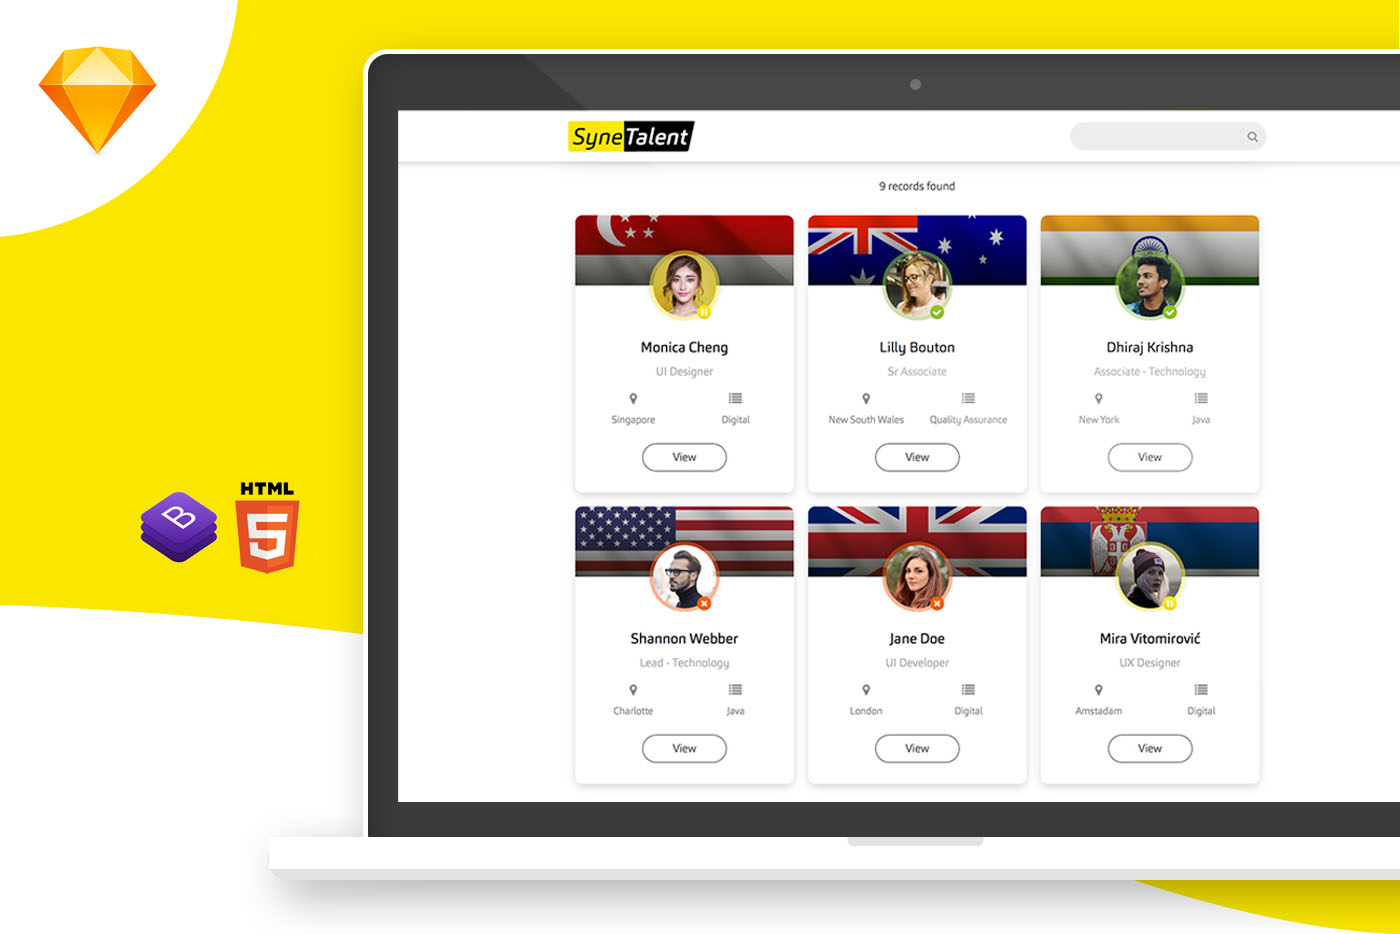 SyneTalent
9 records found
Monica Cheng
UI Designer
Singapore Digital
View
Lilly Bouton
Sr Associate
New South Wales Quality Assurance
View
Dhiraj Krishna
Associate - Technology
New York Java
View
Shannon Webber
Lead - Technology
Charlotte Java
View
Jane Doe
UI Developer
London Digital
View
Mira Vitomirović
UX Designer
Amstadam Digital
View
B
HTML
5